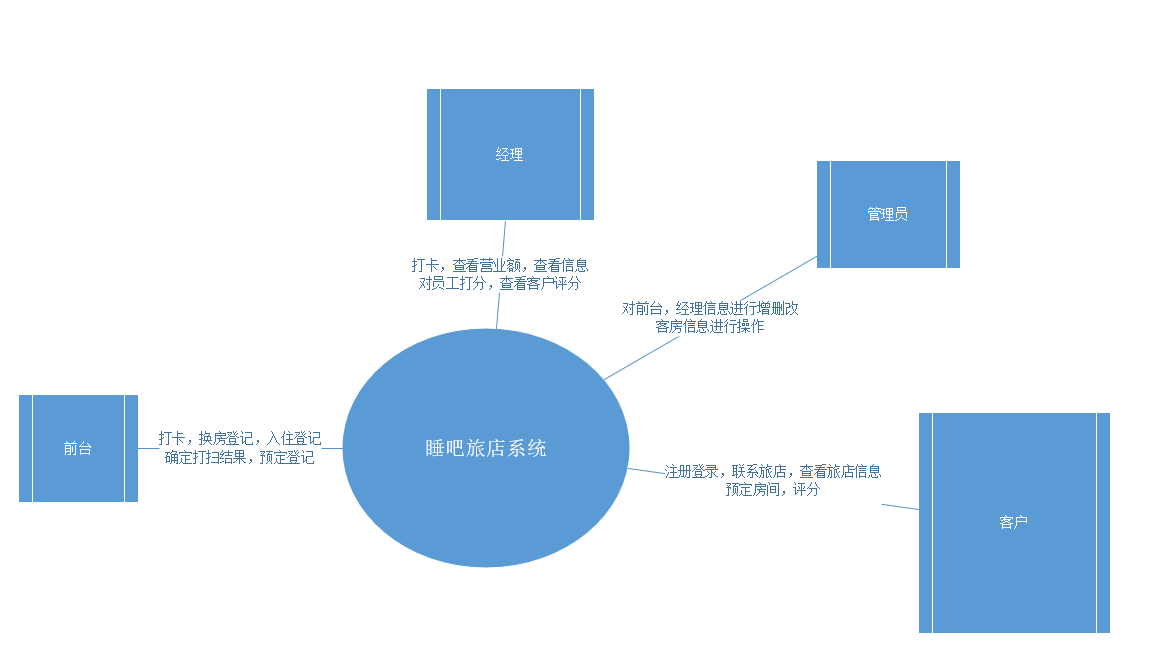 经理
管理员
打卡，查看营业额，查看信息
对员工打分，查看客户评分
对前台，经理信息进行增删改
客房信息进行操作
前台
打卡，换房登记，入住登记
确定打扫结果，预定登记
睡吧旅店系统
注册登录，联系旅店，查看旅店信息
预定房间，评分
客户